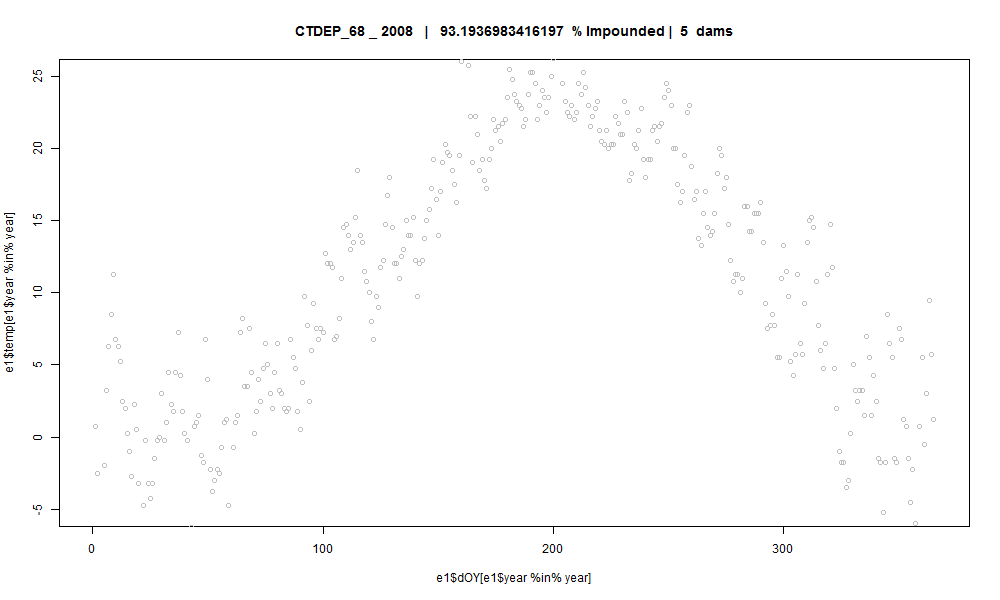 CTDEP_68 _ 2008 | 93.1936983416197 % Impounded | 5 dams
e1$temp[e1$year %in% year]
25
20
15
10
5
0
-5
0 100 200 300
e1$dOY[e1$year %in% year]